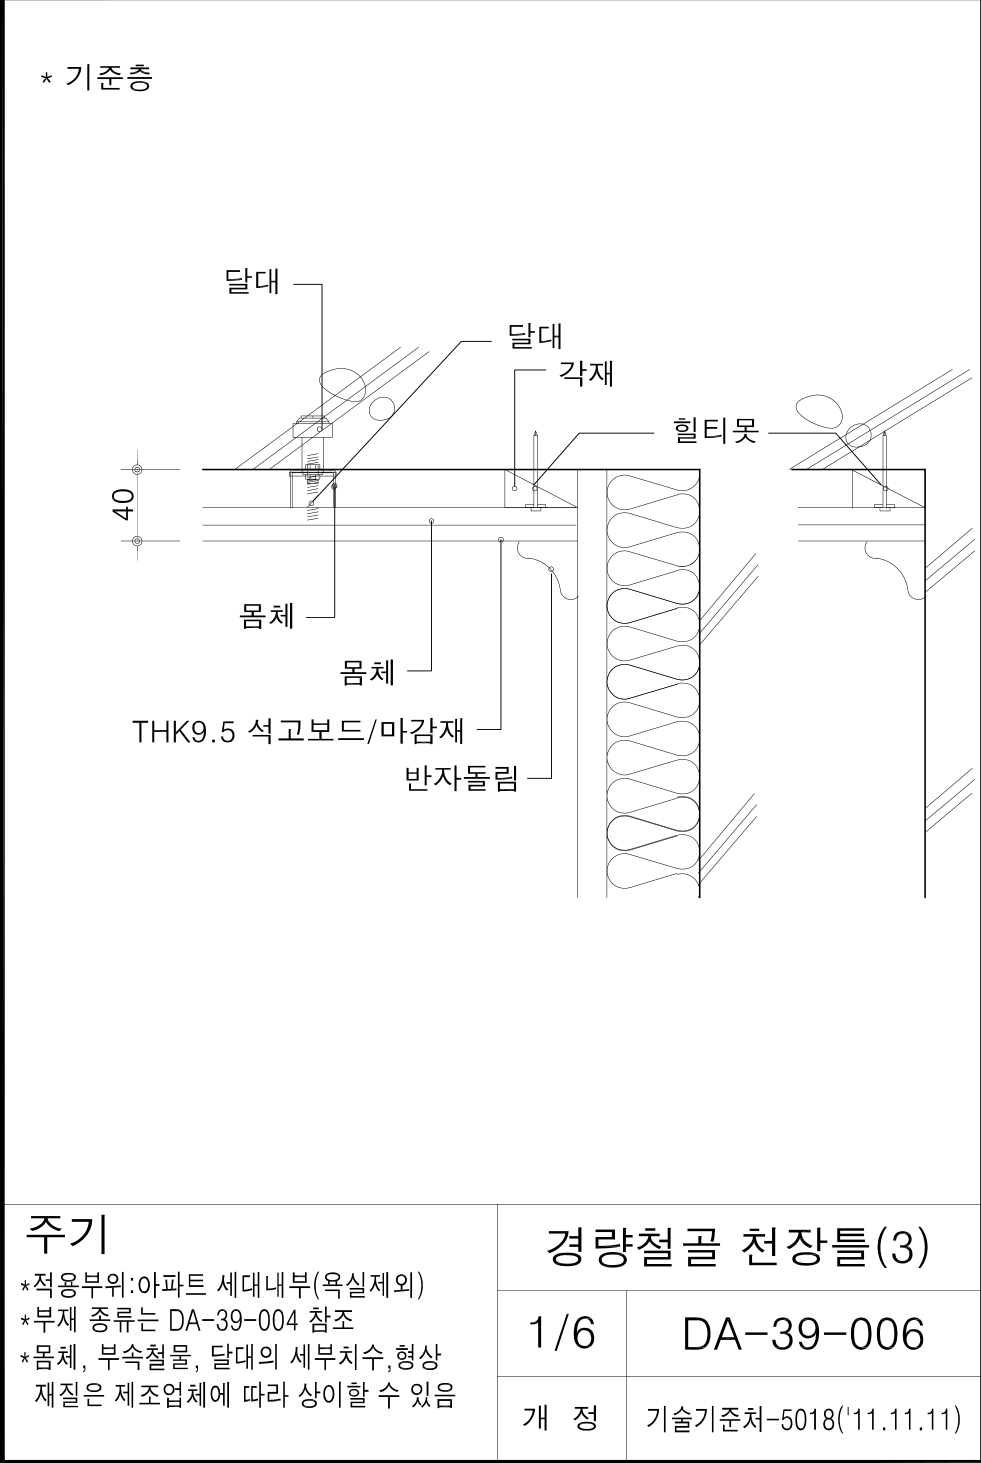 * 기준층
달대
달대
각재
힐티못
40
몸체
몸체
THK9.5 석고보드/마감재
반자돌림
주기
*적용부위:아파트 세대내부(욕실제외)
*부재 종류는 DA-39-004 참조
*몸체, 부속철물, 달대의 세부치수,형상
재질은 제조업체에 따라 상이할 수 있음
경량철골 천장틀(3)
1/6
DA-39-006
개 정
기술기준처-5018('11.11.11)